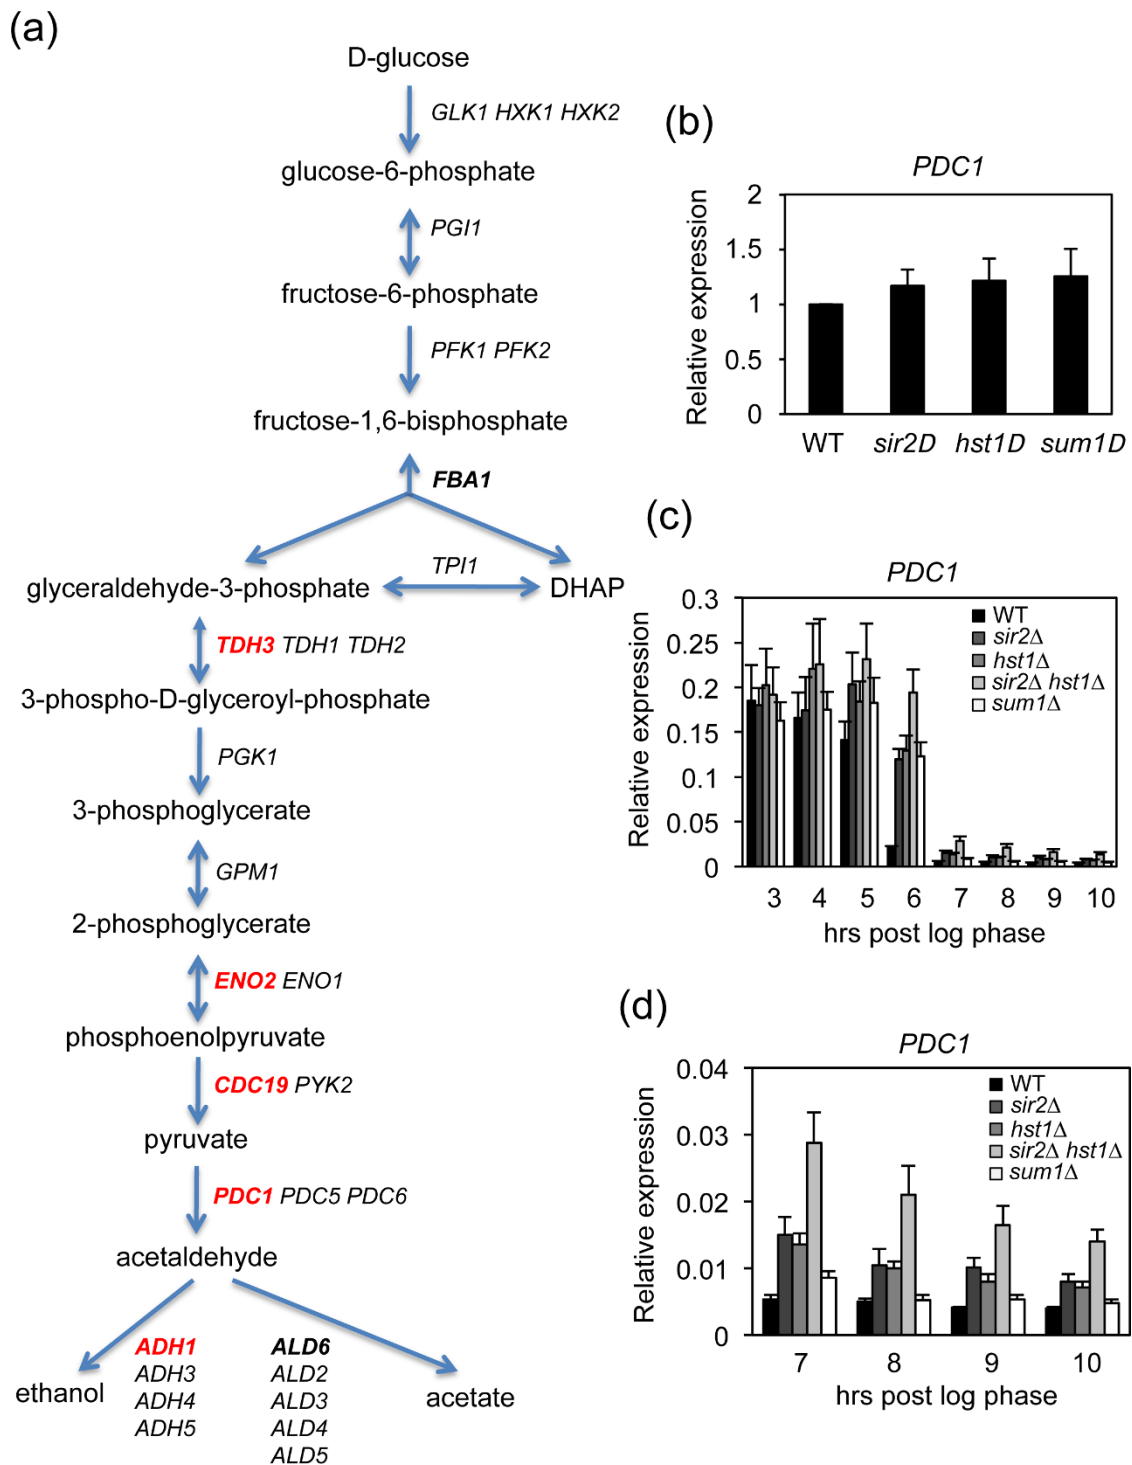 (a)
D-glucose
GLK1 HXK1 HXK2
glucose-6-phosphate
PGI1
fructose-6-phosphate
PFK1 PFK2
fructose-1,6-bisphosphate
FBA1
TPI1
glyceraldehyde-3-phosphate
DHAP
TDH3 TDH1 TDH2
3-phospho-D-glyceroyl-phosphate
PGK1
3-phosphoglycerate
GPM1
2-phosphoglycerate
ENO2 ENO1
phosphoenolpyruvate
CDC19 PYK2
pyruvate
PDC1 PDC5 PDC6
acetaldehyde
ADH1
ADH3
ADH4
ADH5
ALD6
ALD2
ALD3
ALD4
ALD5
ethanol
acetate
(b)
PDC1
Relative expression
2
1.5
1
0.5
0
WT sir2D hst1D sum1D
(c)
PDC1
Relative expression
0.3
0.25
0.2
0.15
0.1
0.05
0
WT
sir2Δ
hst1Δ
sir2Δ hst1Δ
sum1Δ
3 4 5 6 7 8 9 10
hrs post log phase
(d)
PDC1
Relative expression
0.04
0.03
0.02
0.01
0
WT
sir2Δ
hst1Δ
sir2Δ hst1Δ
sum1Δ
7 8 9 10
hrs post log phase